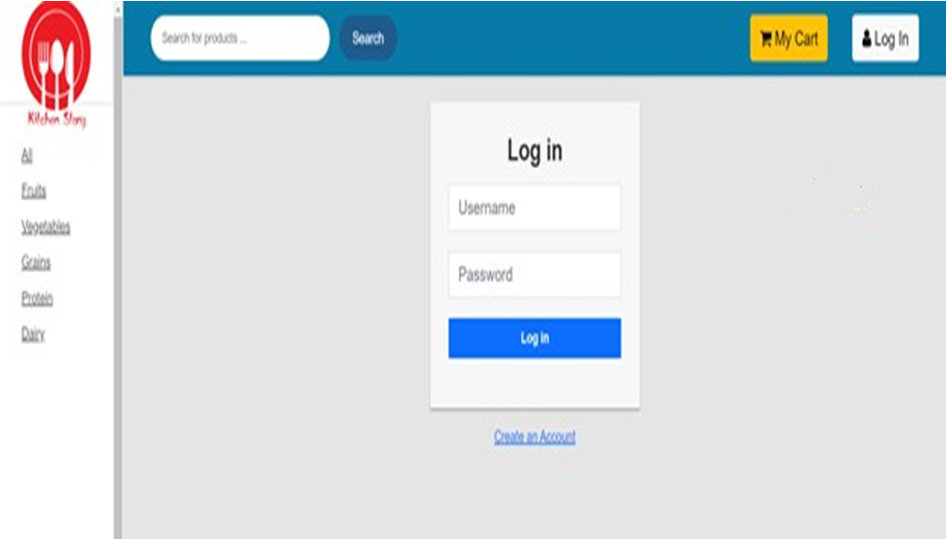 Kitchen Story
All
Fruits
Vegetables
Grains
Protein
Dairy
Search for products ...
Search
My Cart
Log In
Log in
Username
Password
Log in
Create an Account